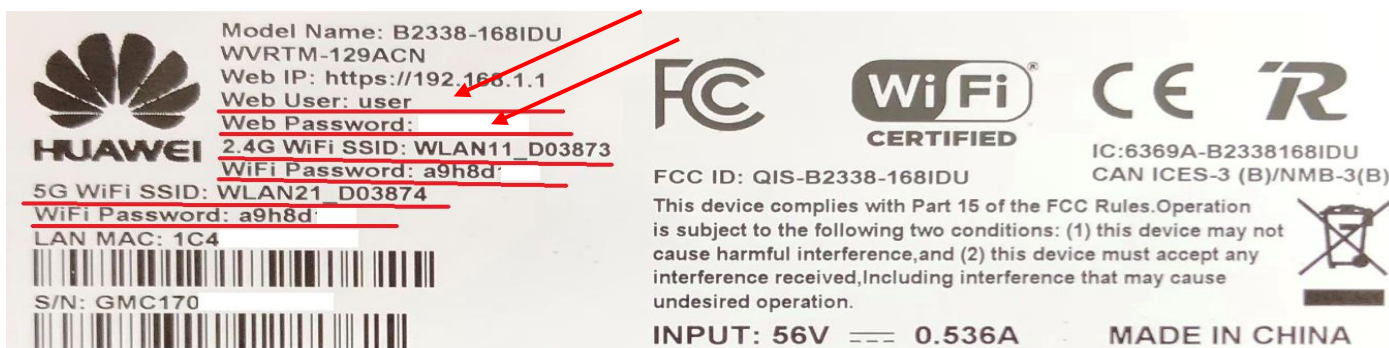 Model Name: B2338-168IDU
WVRTM-129ACN
Web IP: https://192.168.1.1
Web User: user
Web Password:
2.4G WiFi SSID: WLAN11_D03873
WiFi Password: a9h8d
HUAWEI
5G WiFi SSID: WLAN21_D03874
WiFi Password: a9h8d
LAN MAC: 1C4
S/N: GMC170
FC
Wi Fi®
CERTIFIED
CE
R
IC:6369A-B2338168IDU
CAN ICES-3 (B)/NMB-3(B)
FCC ID: QIS-B2338-168IDU
This device complies with Part 15 of the FCC Rules.Operation
is subject to the following two conditions: (1) this device may not
cause harmful interference,and (2) this device must accept any
interference received,Including interference that may cause
undesired operation.
INPUT: 56V ⎓ 0.536A
MADE IN CHINA